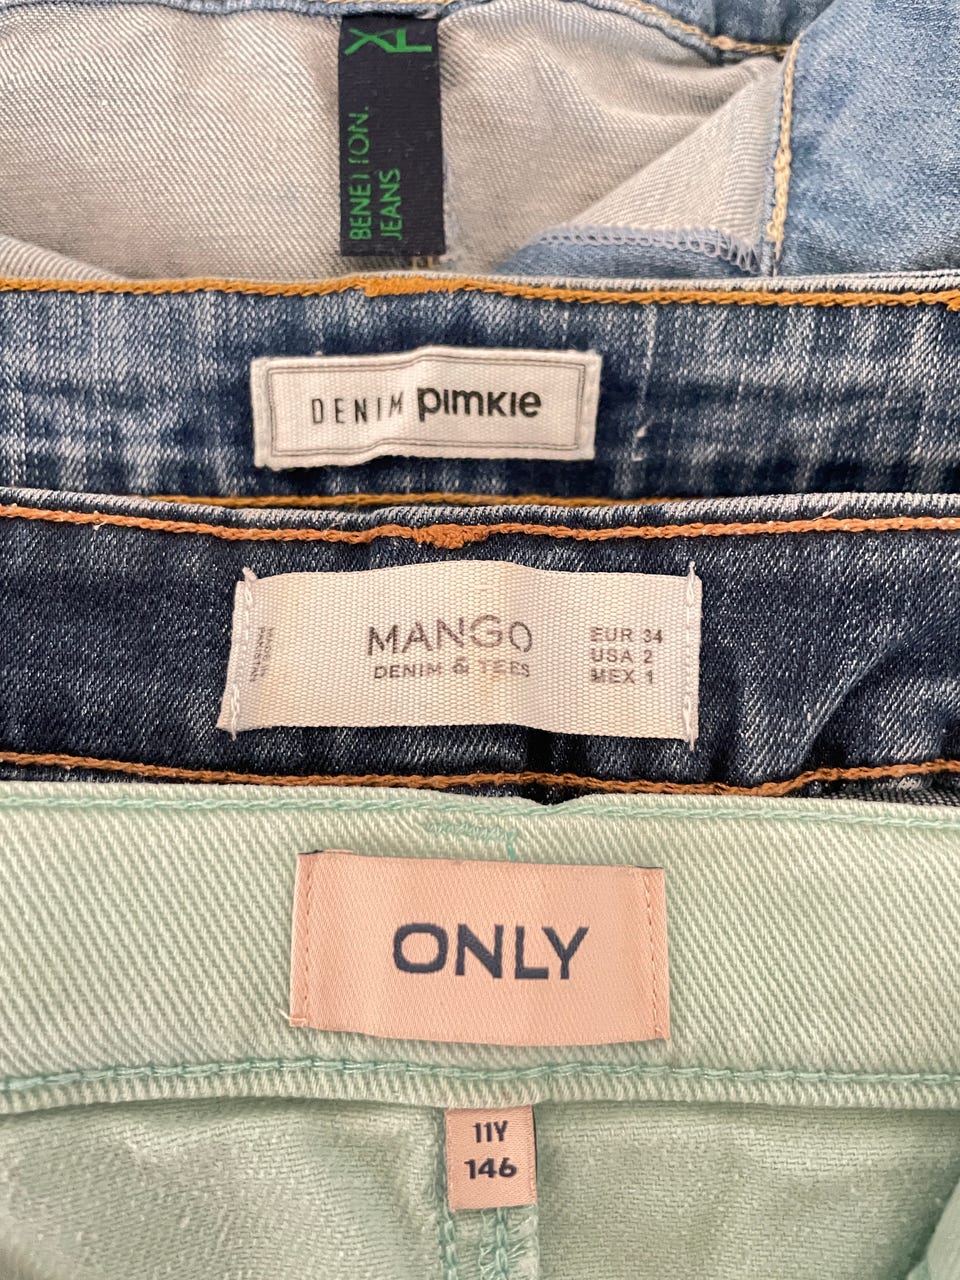 XL
BENETTON.
JEANS
DENIM pimkie
MANGO
DENIM & TEES
EUR 34
USA 2
MEX 1
ONLY
11Y
146